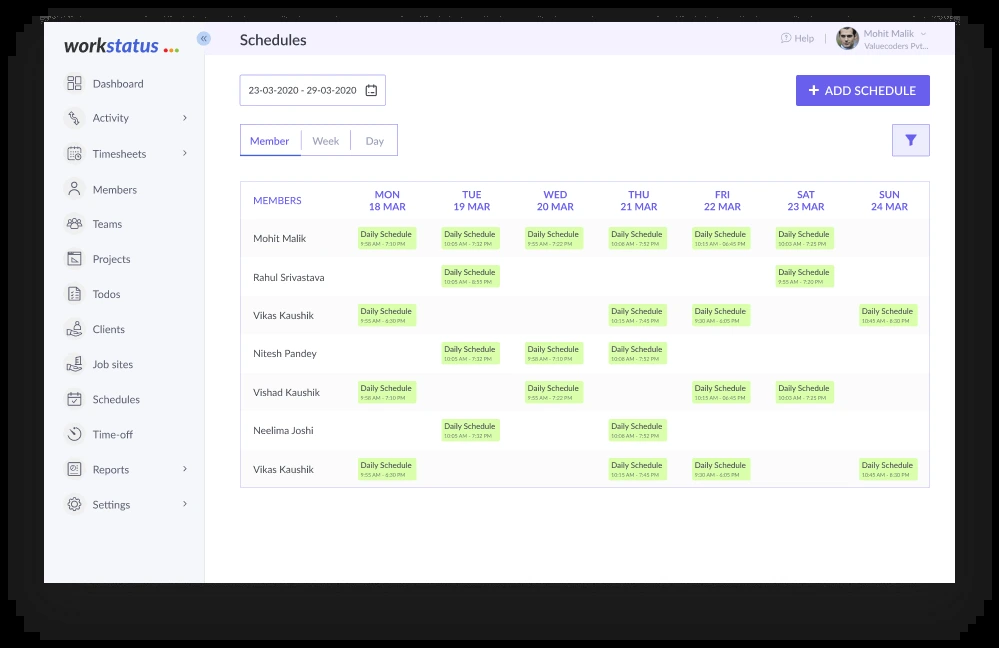 workstatus
Schedules
Help
Mohit Malik
Valuecoders Pvt...
Dashboard
Activity
Timesheets
Members
Teams
Projects
Todos
Clients
Job sites
Schedules
Time-off
Reports
Settings
23-03-2020 - 29-03-2020
+ ADD SCHEDULE
Member Week Day
MEMBERS MON 18 MAR TUE 19 MAR WED 20 MAR THU 21 MAR FRI 22 MAR SAT 23 MAR SUN 24 MAR
Mohit Malik Daily Schedule Daily Schedule Daily Schedule Daily Schedule Daily Schedule Daily Schedule
9:58 AM - 7:10 PM 10:05 AM - 7:32 PM 9:55 AM - 7:22 PM 10:08 AM - 7:52 PM 10:15 AM - 06:45 PM 10:03 AM - 7:25 PM
Rahul Srivastava Daily Schedule Daily Schedule
10:05 AM - 8:55 PM 9:55 AM - 7:20 PM
Vikas Kaushik Daily Schedule Daily Schedule Daily Schedule Daily Schedule
9:55 AM - 6:30 PM 10:15 AM - 7:45 PM 9:30 AM - 6:05 PM 10:45 AM - 8:30 PM
Nitesh Pandey Daily Schedule Daily Schedule Daily Schedule
10:05 AM - 7:32 PM 9:58 AM - 7:10 PM 10:08 AM - 7:52 PM
Vishad Kaushik Daily Schedule Daily Schedule Daily Schedule Daily Schedule
9:58 AM - 7:10 PM 9:55 AM - 7:22 PM 10:15 AM - 06:45 PM 10:03 AM - 7:25 PM
Neelima Joshi Daily Schedule Daily Schedule
10:05 AM - 7:32 PM 10:08 AM - 7:52 PM
Vikas Kaushik Daily Schedule Daily Schedule Daily Schedule Daily Schedule
9:55 AM - 6:30 PM 10:15 AM - 7:45 PM 9:30 AM - 6:05 PM 10:45 AM - 8:30 PM